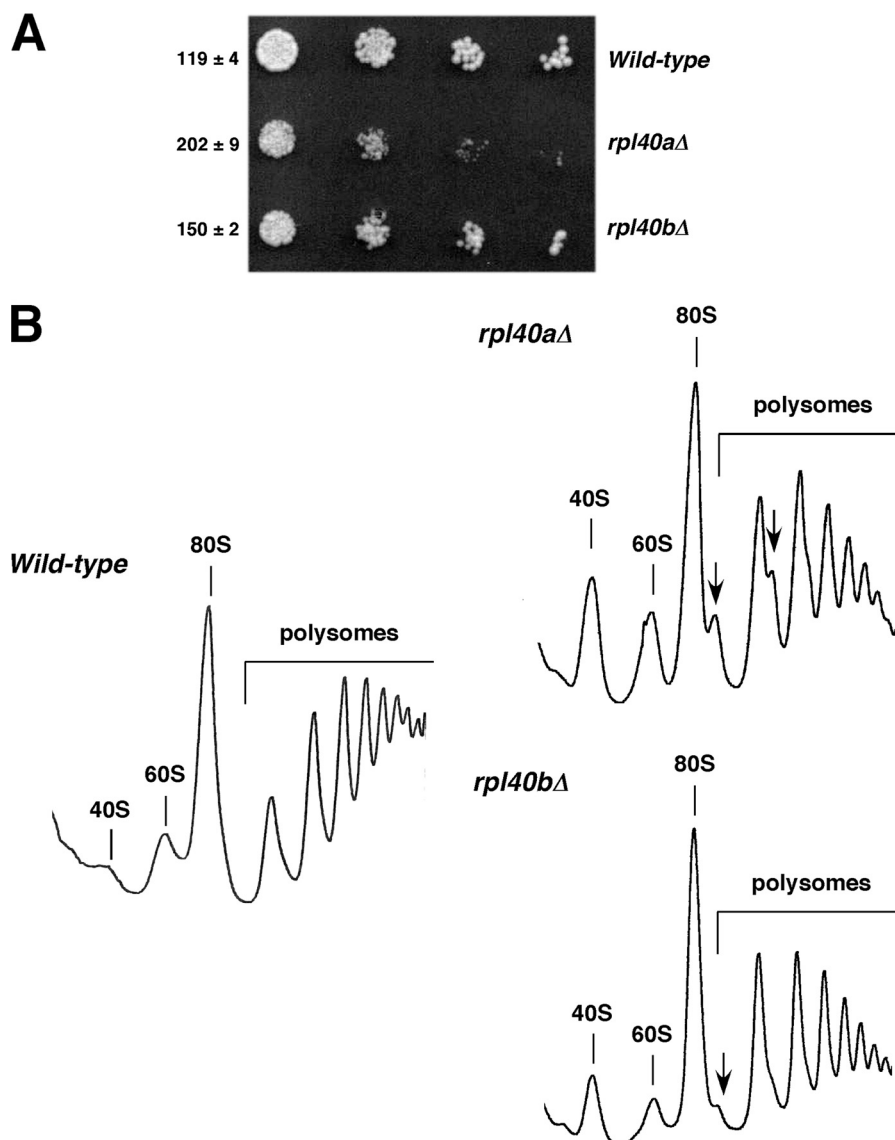 A
119 ± 4
Wild-type
202 ± 9
rpl40aΔ
150 ± 2
rpl40bΔ
B
rpl40aΔ
80S
polysomes
40S
60S
Wild-type
80S
polysomes
60S
40S
rpl40bΔ
80S
polysomes
40S
60S